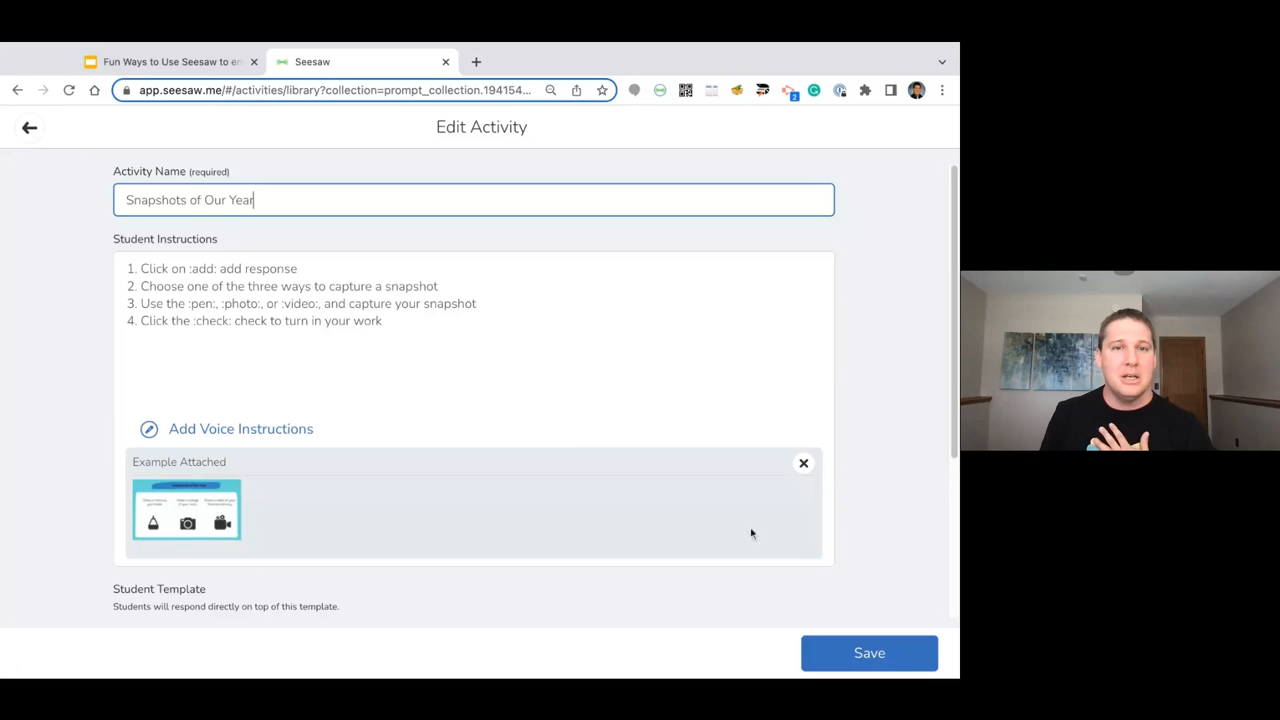 Fun Ways to Use Seesaw to en
Seesaw
app.seesaw.me/#/activities/library?collection=prompt_collection.194154...
2
Edit Activity
Activity Name (required)
Snapshots of Our Year
Student Instructions
1. Click on :add: add response
2. Choose one of the three ways to capture a snapshot
3. Use the :pen:, :photo:, or :video:, and capture your snapshot
4. Click the :check: check to turn in your work
Add Voice Instructions
Example Attached
Student Template
Students will respond directly on top of this template.
Save